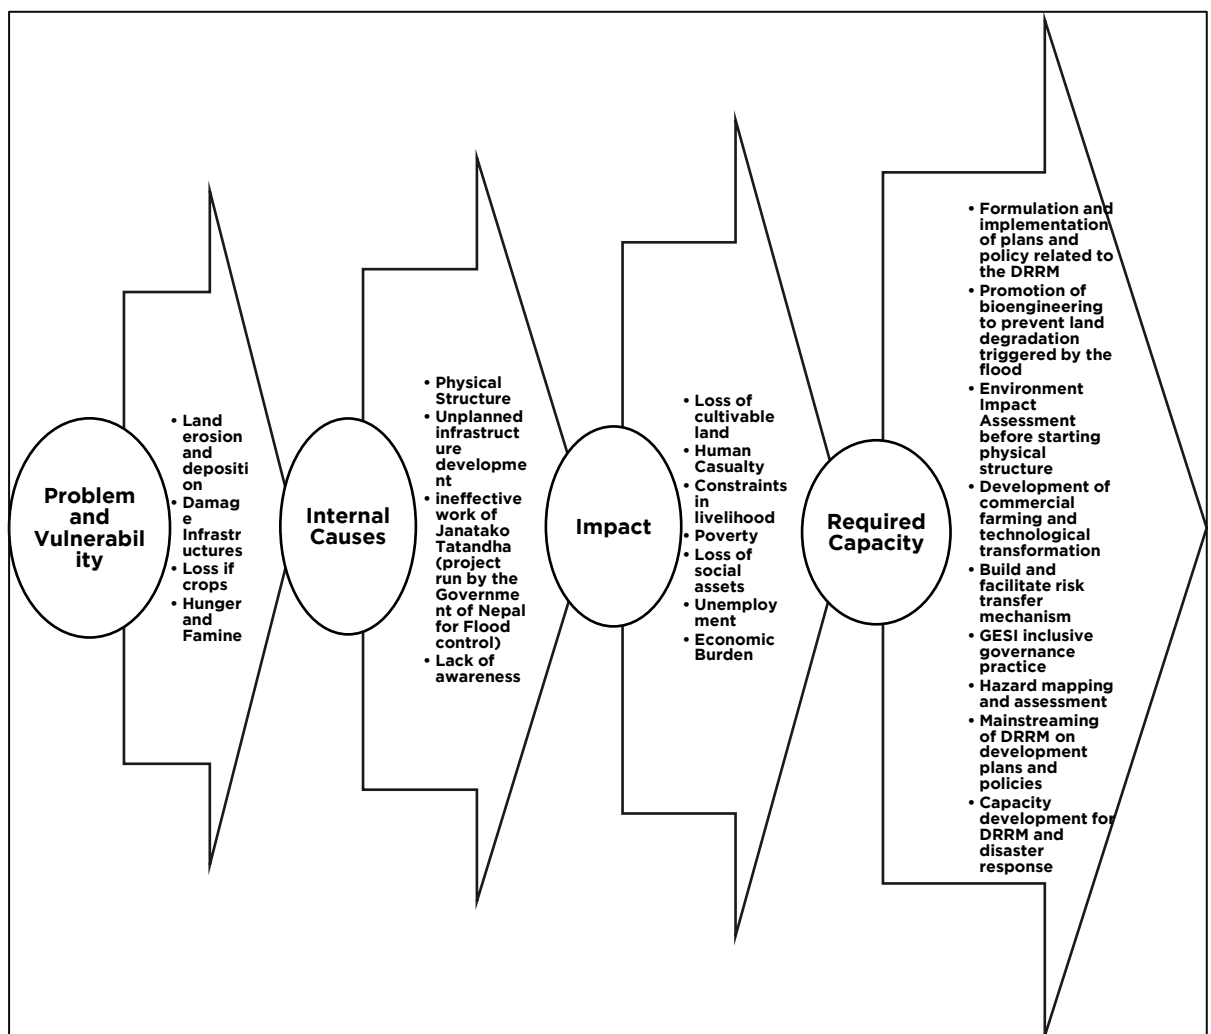 Problem
and
Vulnerabil
ity
• Land
erosion
and
depositi
on
• Damag
e
Infrastr
uctures
• Loss if
crops
• Hunger
and
Famine
Internal
Causes
• Physical
Structure
• Unplanned
infrastruct
ure
developme
nt
• ineffective
work of
Janatako
Tatandha
(project
run by the
Governme
nt of Nepal
for Flood
control)
• Lack of
awareness
Impact
• Loss of
cultivable
land
• Human
Casualty
• Constraints
in
livelihood
• Poverty
• Loss of
social
assets
• Unemploy
ment
• Economic
Burden
Required
Capacity
• Formulation and
implementation
of plans and
policy related to
the DRRM
• Promotion of
bioengineering
to prevent land
degradation
triggered by the
flood
• Environment
Impact
Assessment
before starting
physical
structure
• Development of
commercial
farming and
technological
transformation
• Build and
facilitate risk
transfer
mechanism
• GESI inclusive
governance
practice
• Hazard mapping
and assessment
• Mainstreaming
of DRRM on
development
plans and
policies
• Capacity
development for
DRRM and
disaster
response